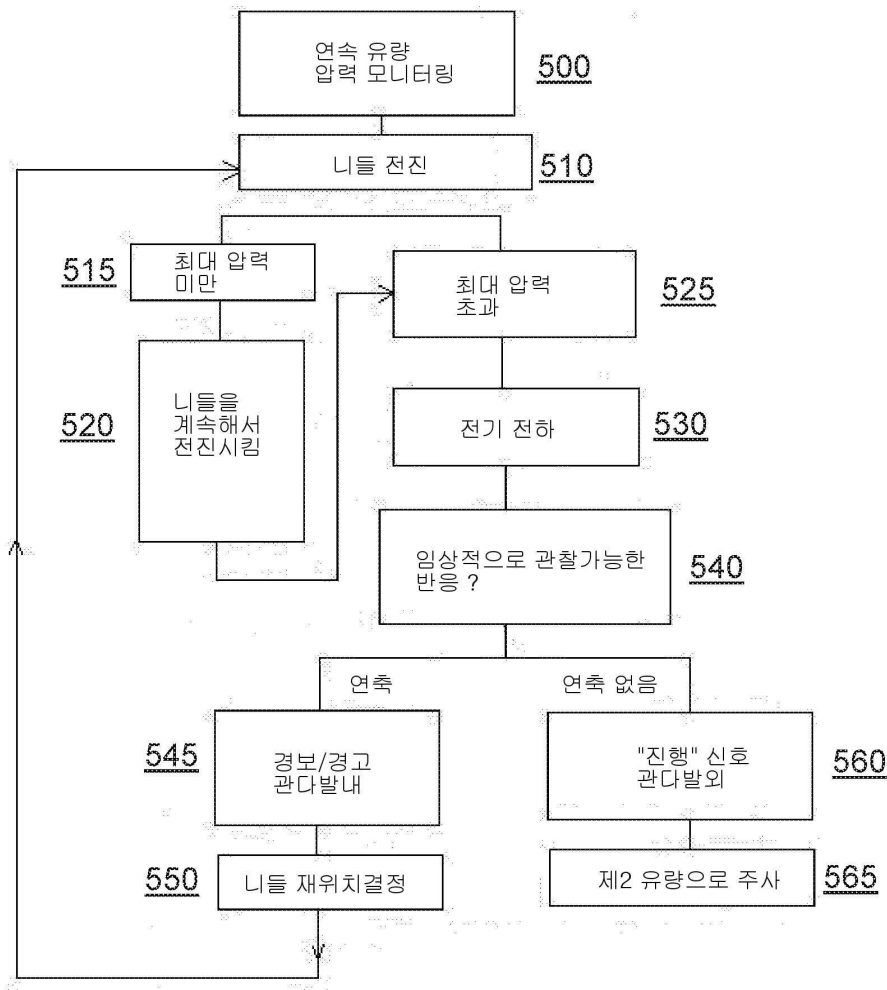 연속 유량
압력 모니터링
500
니들 전진
510
515
최대 압력
미만
최대 압력
초과
525
520
니들을
계속해서
전진시킴
전기 전하
530
임상적으로 관찰가능한
반응 ?
540
연축
연축 없음
545
경보/경고
관다발내
"진행" 신호
관다발외
560
550
니들 재위치결정
제2 유량으로 주사
565